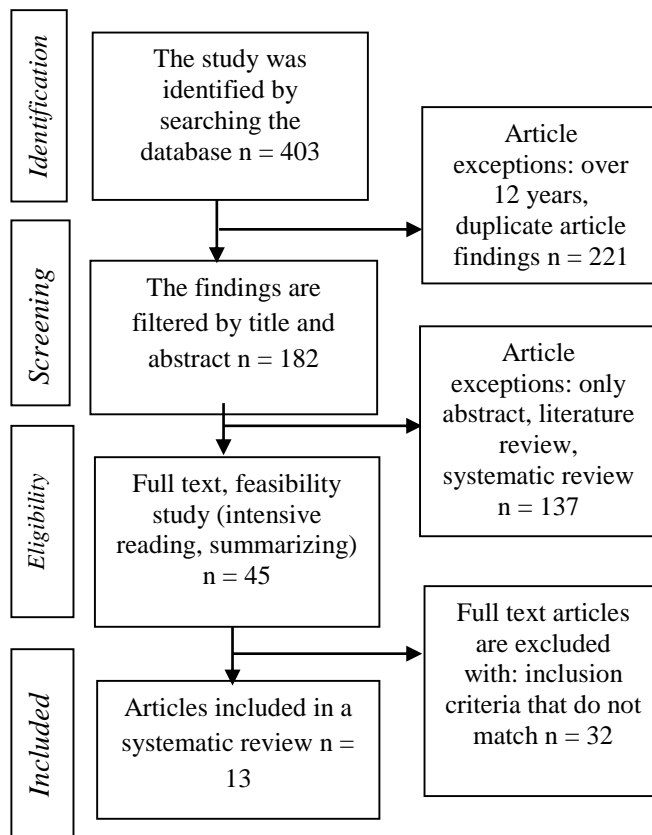 Identification
The study was
identified by
searching the
database n = 403
Article
exceptions: over
12 years,
duplicate article
findings n = 221
Screening
The findings are
filtered by title and
abstract n = 182
Article
exceptions: only
abstract, literature
review,
systematic review
n = 137
Eligibility
Full text, feasibility
study (intensive
reading, summarizing)
n = 45
Full text articles
are excluded
with: inclusion
criteria that do not
match n = 32
Included
Articles included in a
systematic review n =
13